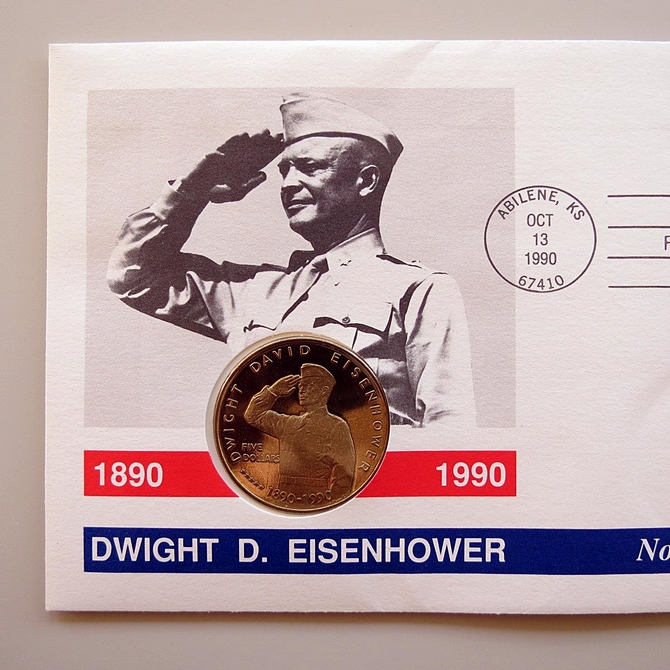 ABILENE, KS
OCT
13
1990
67410
DWIGHT DAVID EISENHOWER
FIVE
DOLLARS
1890-1990
1890 1990
DWIGHT D. EISENHOWER